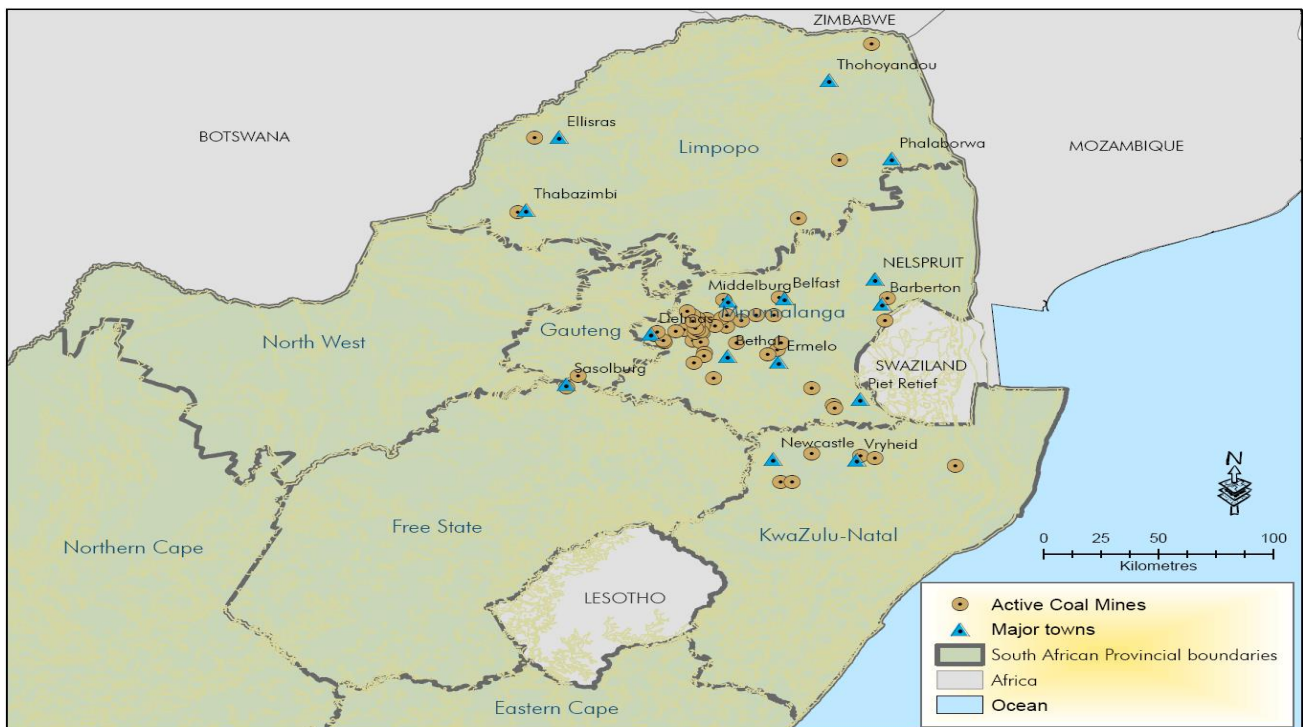 ZIMBABWE
Thohoyandou
Ellisras
BOTSWANA
Limpopo
Phalaborwa
MOZAMBIQUE
Thabazimbi
NELSPRUIT
Middelburg
Belfast
Barberton
Mpumalanga
Delmas
Gauteng
North West
Bethal
Ermelo
SWAZILAND
Sasolburg
Piet Retief
Newcastle
Vryheid
N
Free State
KwaZulu-Natal
Northern Cape
0 25 50 100
Kilometres
LESOTHO
Active Coal Mines
Major towns
South African Provincial boundaries
Africa
Ocean
Eastern Cape